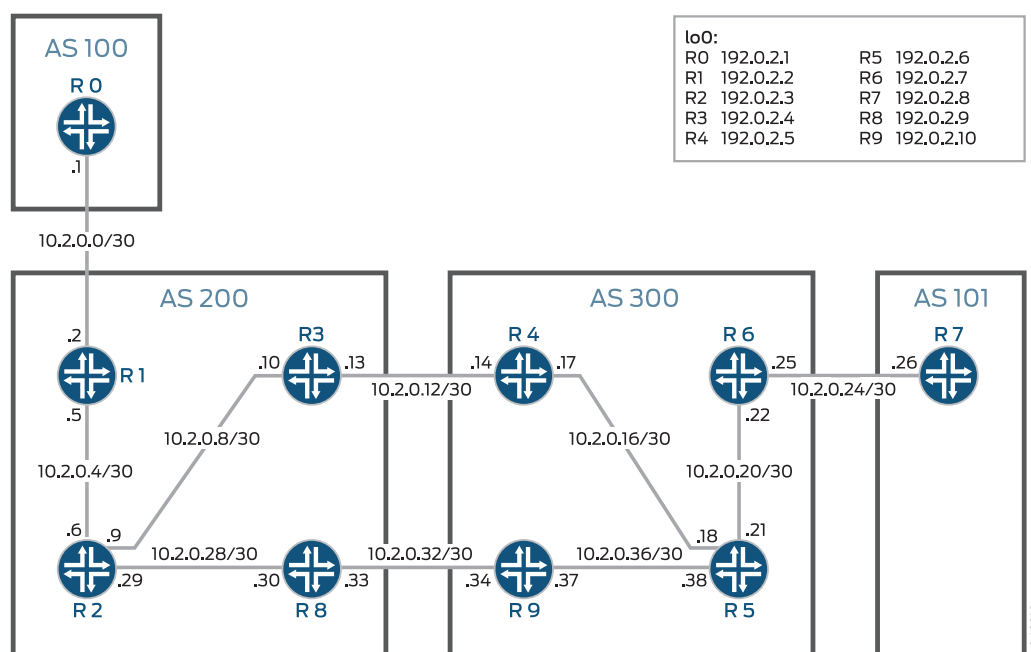 AS 100
R 0
.1
10.2.0.0/30
lo0:
R0 192.0.2.1 R5 192.0.2.6
R1 192.0.2.2 R6 192.0.2.7
R2 192.0.2.3 R7 192.0.2.8
R3 192.0.2.4 R8 192.0.2.9
R4 192.0.2.5 R9 192.0.2.10
AS 200
.2
R 1
.5
10.2.0.4/30
.6
.9
R 2
.29
R3
.10
.13
10.2.0.8/30
10.2.0.28/30
.30
R 8
.33
10.2.0.12/30
10.2.0.32/30
AS 300
R 4
.14
.17
10.2.0.16/30
.34
R 9
.37
10.2.0.36/30
R 6
.25
.22
10.2.0.20/30
.18
.21
.38
R 5
10.2.0.24/30
AS 101
R 7
.26